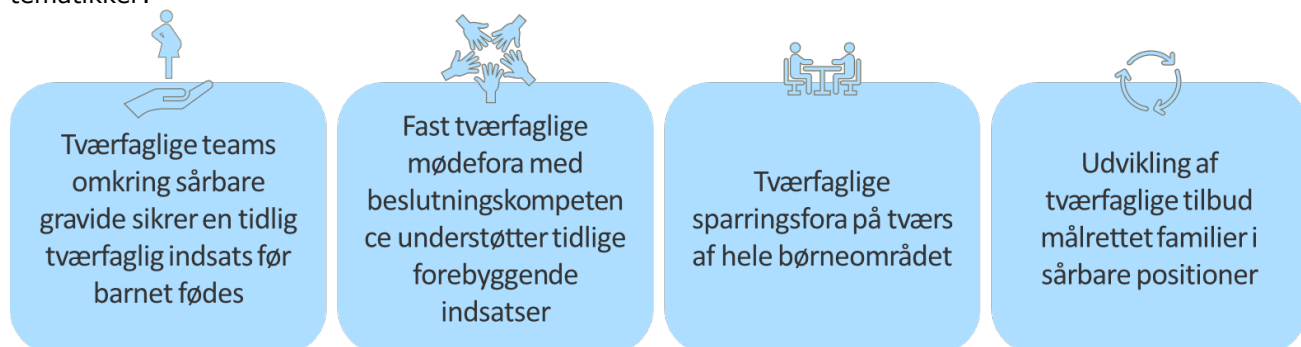 tematikker:
Tværfaglige teams
omkring sårbare
gravide sikrer en tidlig
tværfaglig indsats før
barnet fødes
Fast tværfaglige
mødefora med
beslutningskompeten
ce understøtter tidlige
forebyggende
indsatser
Tværfaglige
sparringsfora på tværs
af hele børneområdet
Udvikling af
tværfaglige tilbud
målrettet familier i
sårbare positioner